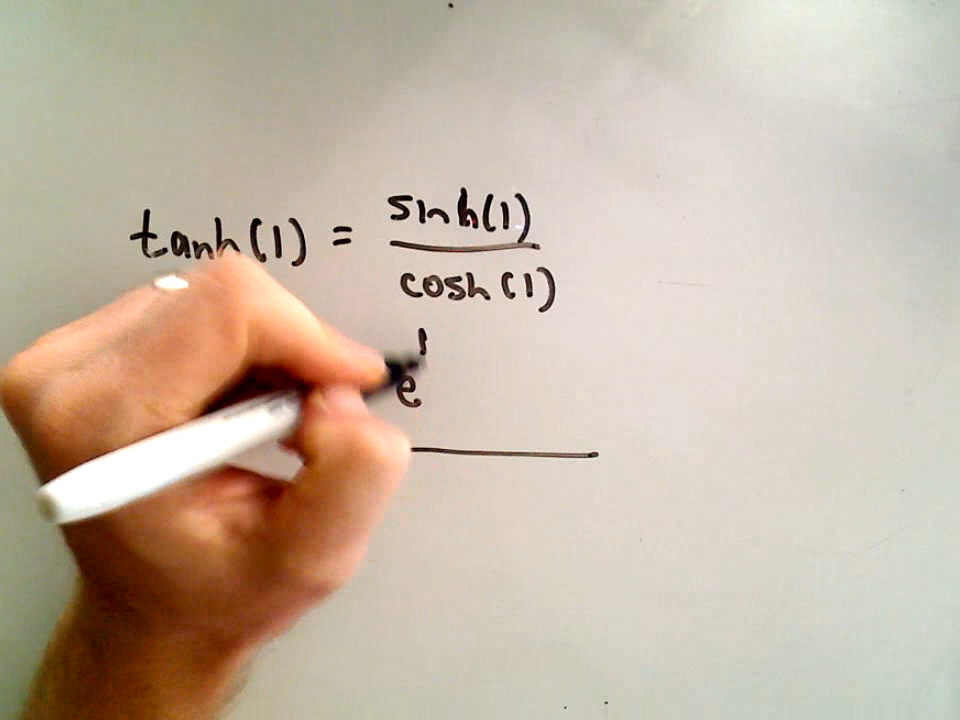 tanh(1) = sinh(1) / cosh(1)
e^1